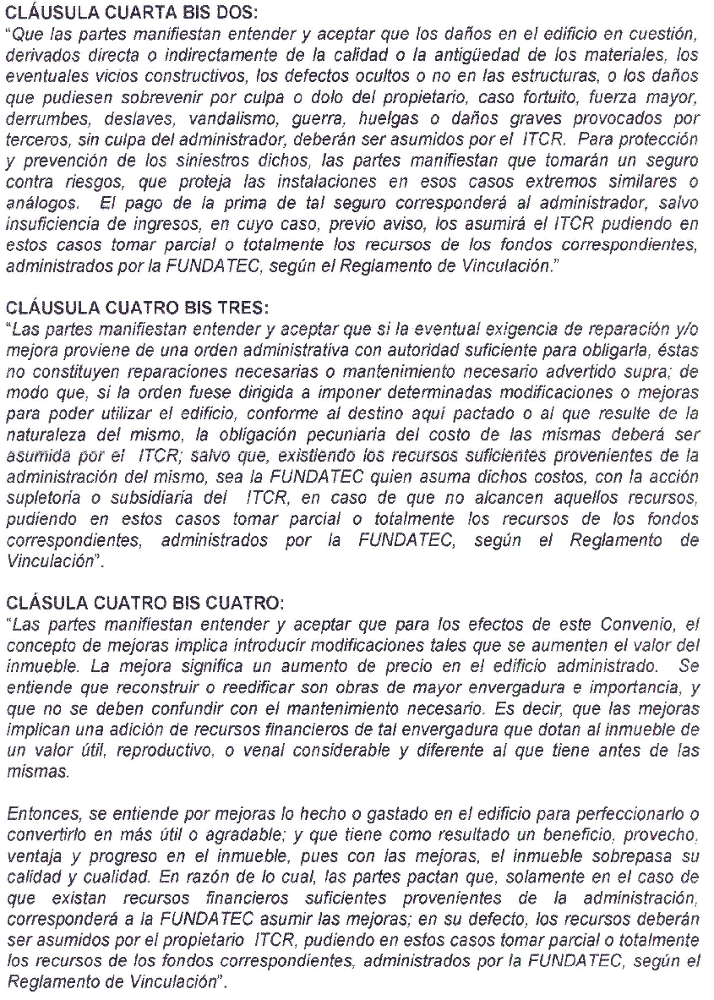 CLÁUSULA CUARTA BIS DOS:
“Que las partes manifiestan entender y aceptar que los daños en el edificio en cuestión,
derivados directa o indirectamente de la calidad o la antigüedad de los materiales, los
eventuales vicios constructivos, los defectos ocultos o no en las estructuras, o los daños
que pudiesen sobrevenir por culpa o dolo del propietario, caso fortuito, fuerza mayor,
derrumbes, deslaves, vandalismo, guerra, huelgas o daños graves provocados por
terceros, sin culpa del administrador, deberán ser asumidos por el ITCR. Para protección
y prevención de los siniestros dichos, las partes manifiestan que tomarán un seguro
contra riesgos, que proteja las instalaciones en esos casos extremos similares o
análogos. El pago de la prima de tal seguro corresponderá al administrador, salvo
insuficiencia de ingresos, en cuyo caso, previo aviso, los asumirá el ITCR pudiendo en
estos casos tomar parcial o totalmente los recursos de los fondos correspondientes,
administrados por la FUNDATEC, según el Reglamento de Vinculación.”
CLÁUSULA CUATRO BIS TRES:
“Las partes manifiestan entender y aceptar que si la eventual exigencia de reparación y/o
mejora proviene de una orden administrativa con autoridad suficiente para obligarla, éstas
no constituyen reparaciones necesarias o mantenimiento necesario advertido supra; de
modo que, si la orden fuese dirigida a imponer determinadas modificaciones o mejoras
para poder utilizar el edificio, conforme al destino aquí pactado o al que resulte de la
naturaleza del mismo, la obligación pecuniaria del costo de las mismas deberá ser
asumida por el ITCR; salvo que, existiendo los recursos suficientes provenientes de la
administración del mismo, sea la FUNDATEC quien asuma dichos costos, con la acción
supletoria o subsidiaria del ITCR, en caso de que no alcancen aquellos recursos,
pudiendo en estos casos tomar parcial o totalmente los recursos de los fondos
correspondientes, administrados por la FUNDATEC, según el Reglamento de
Vinculación”.
CLÁSULA CUATRO BIS CUATRO:
“Las partes manifiestan entender y aceptar que para los efectos de este Convenio, el
concepto de mejoras implica introducir modificaciones tales que se aumenten el valor del
inmueble. La mejora significa un aumento de precio en el edificio administrado. Se
entiende que reconstruir o reedificar son obras de mayor envergadura e importancia, y
que no se deben confundir con el mantenimiento necesario. Es decir, que las mejoras
implican una adición de recursos financieros de tal envergadura que dotan al inmueble de
un valor útil, reproductivo, o venal considerable y diferente al que tiene antes de las
mismas.
Entonces, se entiende por mejoras lo hecho o gastado en el edificio para perfeccionarlo o
convertirlo en más útil o agradable; y que tiene como resultado un beneficio, provecho,
ventaja y progreso en el inmueble, pues con las mejoras, el inmueble sobrepasa su
calidad y cualidad. En razón de lo cual, las partes pactan que, solamente en el caso de
que existan recursos financieros suficientes provenientes de la administración,
corresponderá a la FUNDATEC asumir las mejoras; en su defecto, los recursos deberán
ser asumidos por el propietario ITCR, pudiendo en estos casos tomar parcial o totalmente
los recursos de los fondos correspondientes, administrados por la FUNDATEC, según el
Reglamento de Vinculación”.